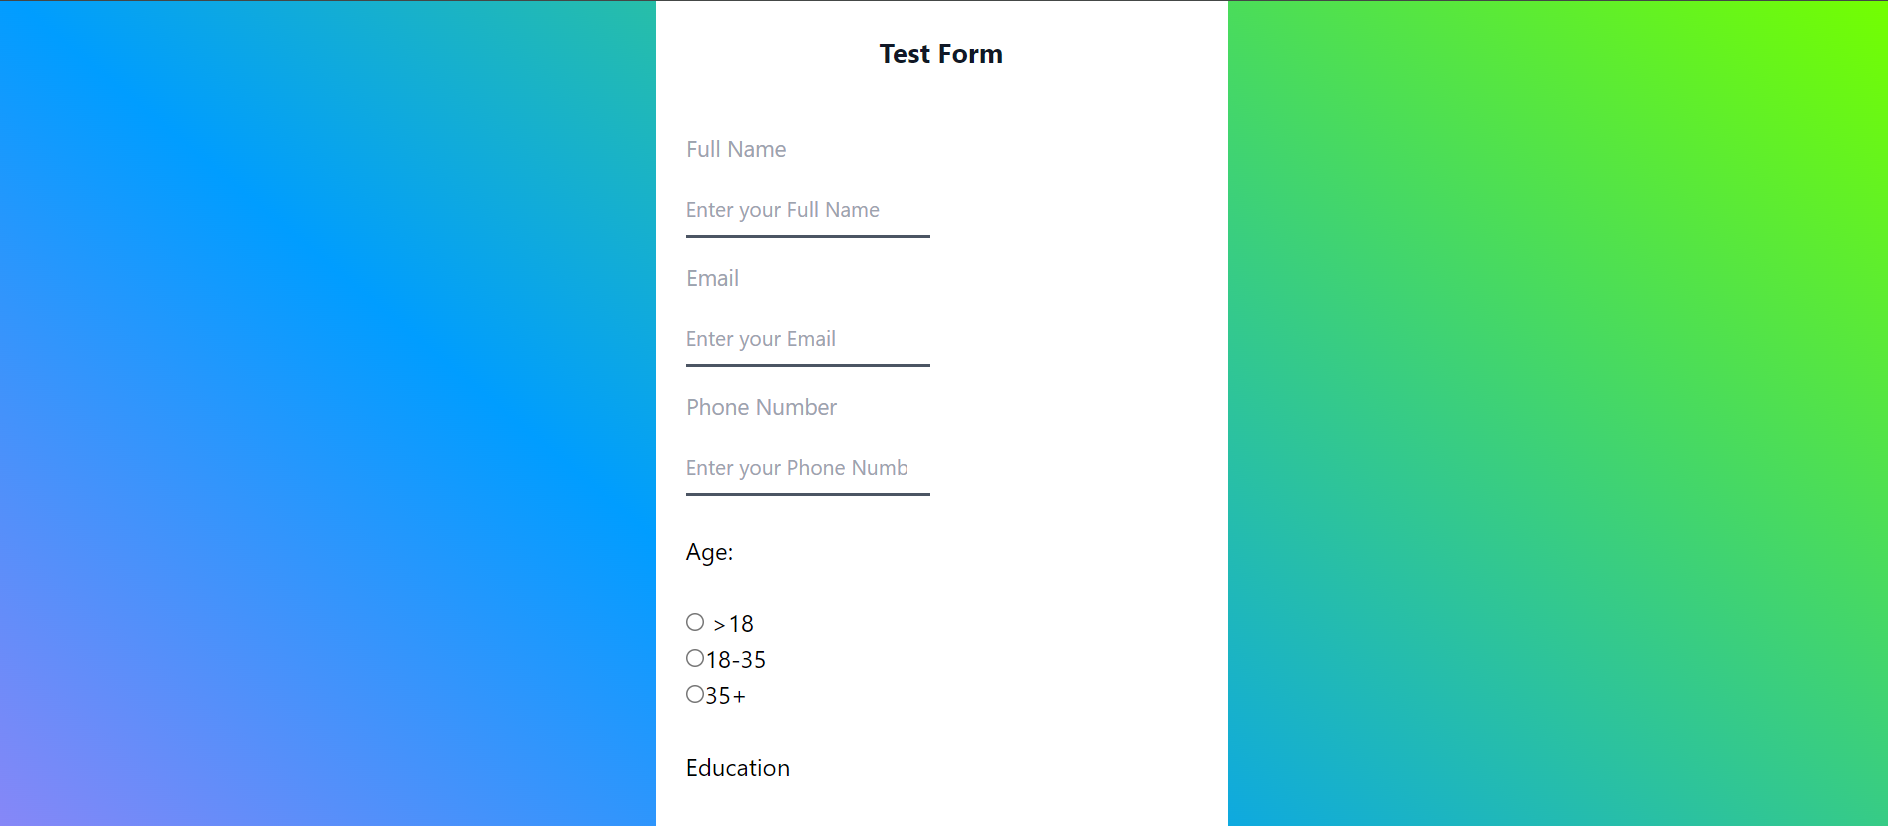 Test Form
Full Name
Enter your Full Name
Email
Enter your Email
Phone Number
Enter your Phone Numb
Age:
>18
18-35
35+
Education